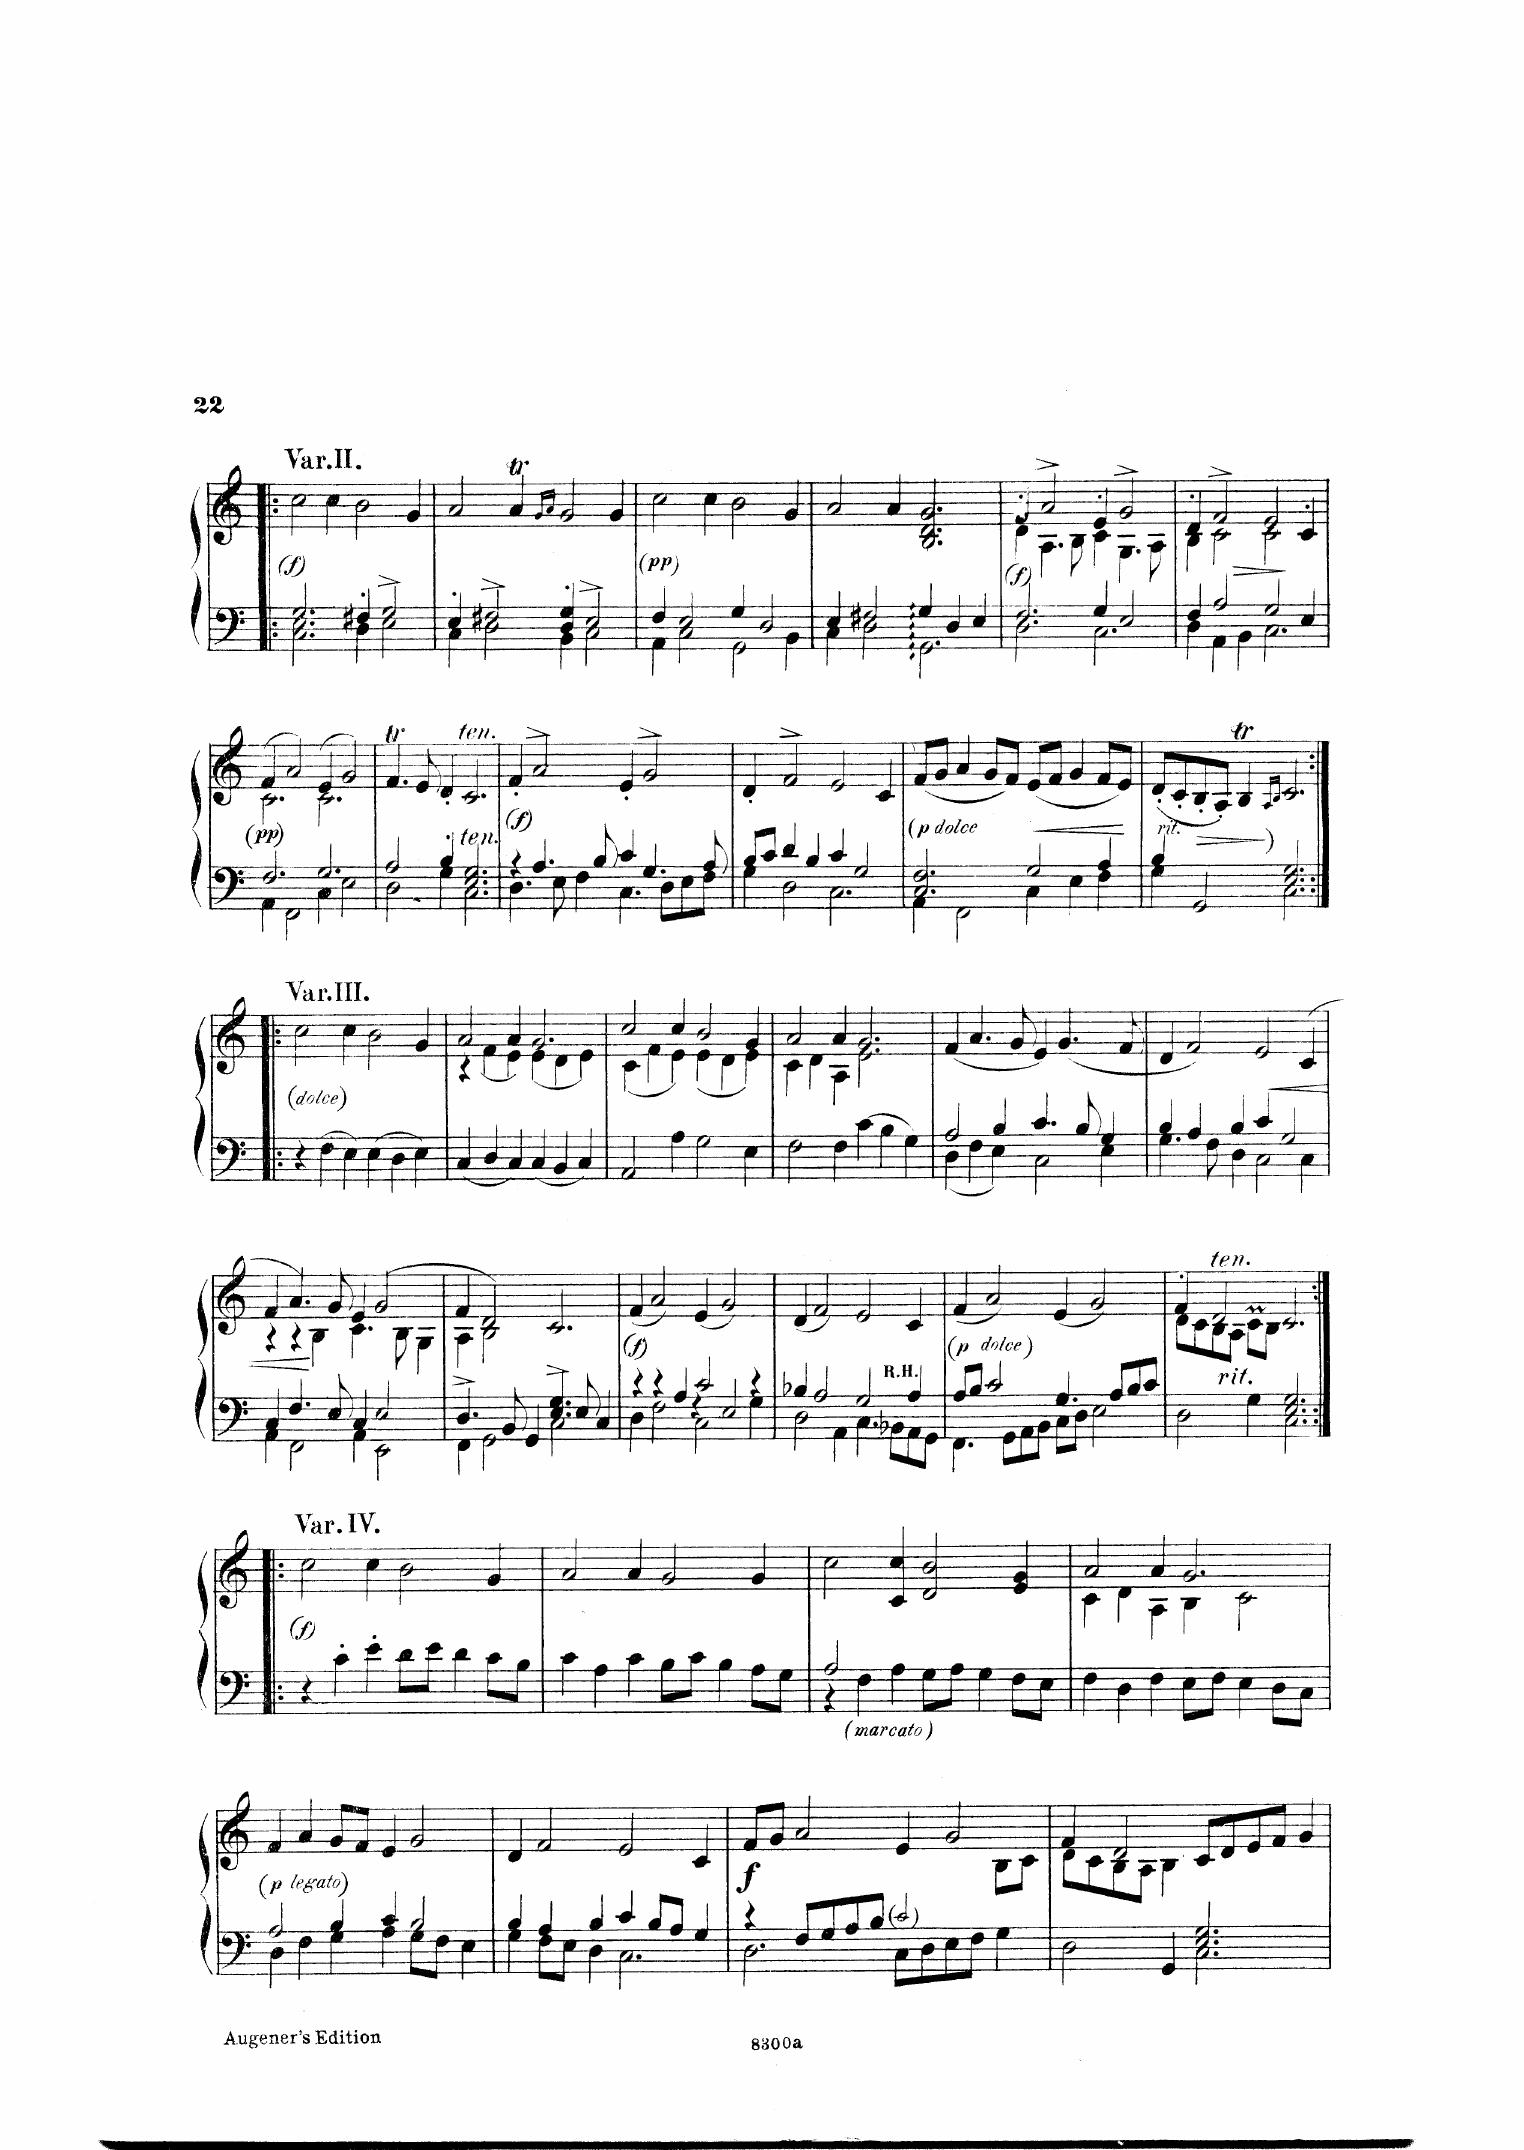 22
Var.II.
tr
(f) (pp) (f)
tr ten. tr
(pp) ten. (f) (p dolce rit. )
Var.III.
(dolce)
ten.
(f) R.H. (p dolce) rit.
Var. IV.
(f)
(marcato)
(p legato) f
Augener's Edition 8300a